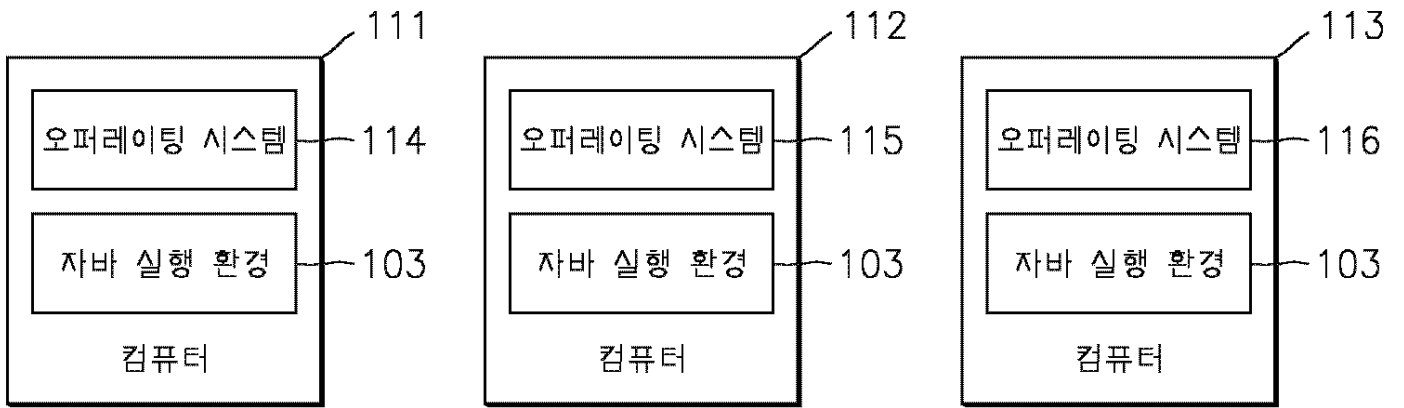 111 112 113
오퍼레이팅 시스템 114 오퍼레이팅 시스템 115 오퍼레이팅 시스템 116
자바 실행 환경 103 자바 실행 환경 103 자바 실행 환경 103
컴퓨터 컴퓨터 컴퓨터